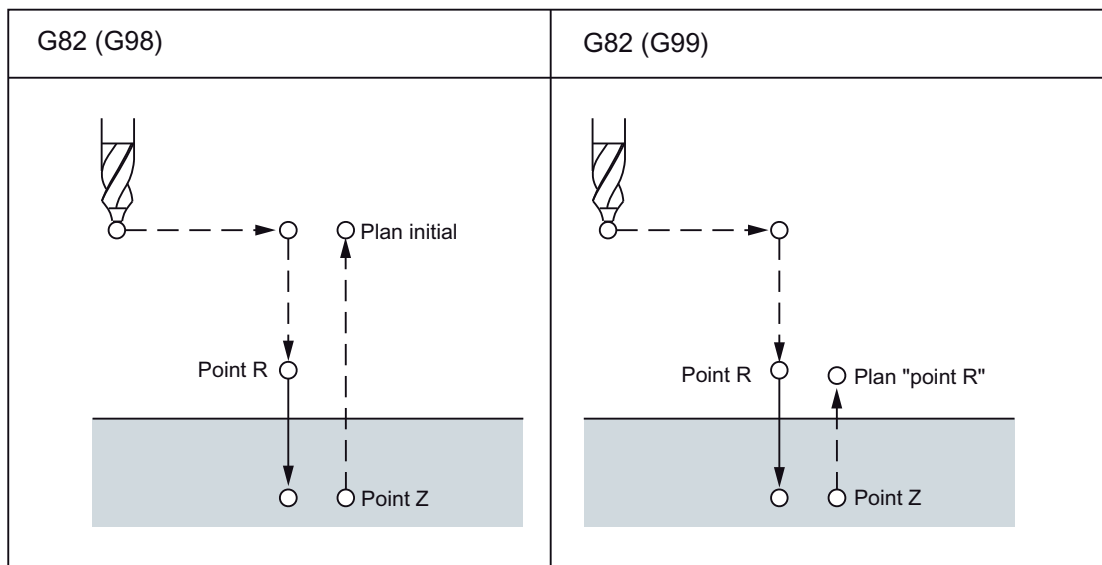 G82 (G98)
G82 (G99)
Plan initial
Point R
Point Z
Point R
Plan "point R"
Point Z